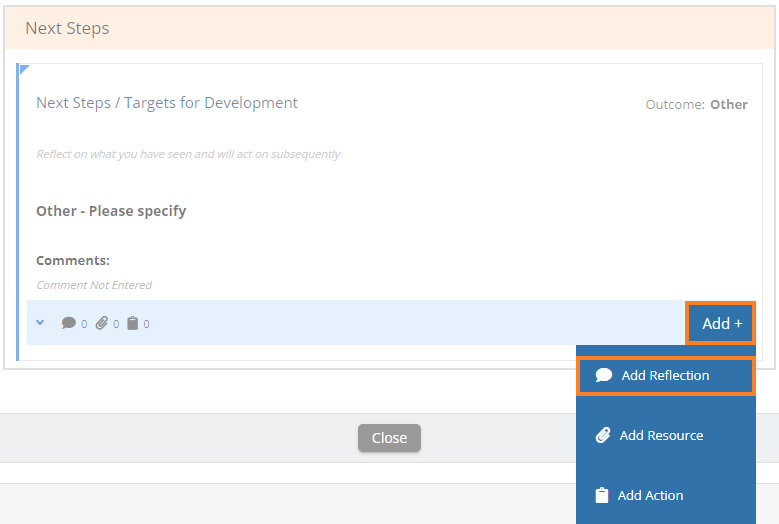 Next Steps
Next Steps / Targets for Development
Outcome: Other
Reflect on what you have seen and will act on subsequently
Other - Please specify
Comments:
Comment Not Entered
0 0 0
Add +
Add Reflection
Close
Add Resource
Add Action